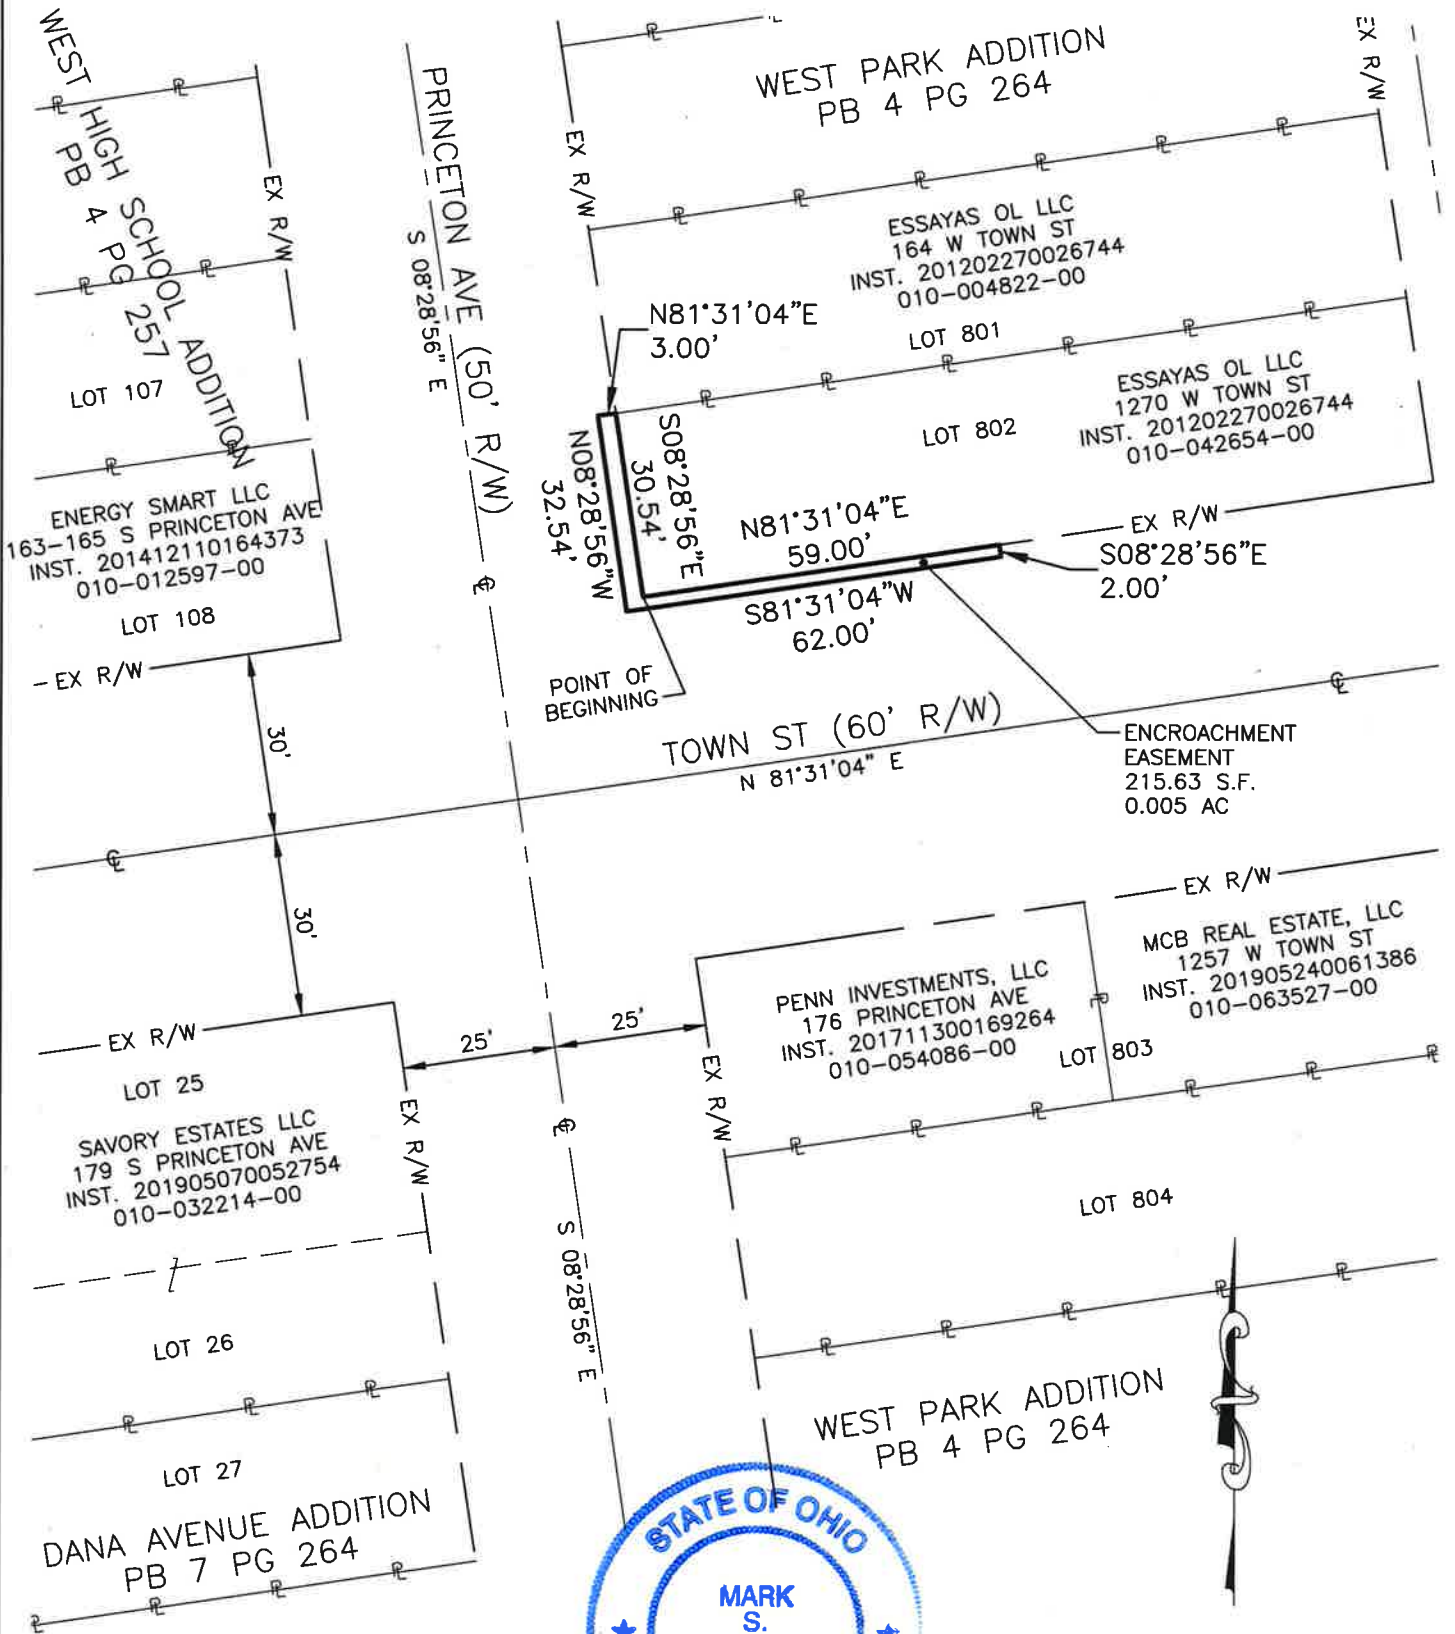 WEST HIGH SCHOOL ADDITION
PB 4 PG 257
EX R/W
LOT 107
ENERGY SMART LLC
163-165 S PRINCETON AVE
INST. 201412110164373
010-012597-00
LOT 108
EX R/W
PRINCETON AVE (50' R/W)
S 08°28'56" E
EX R/W
WEST PARK ADDITION
PB 4 PG 264
EX R/W
ESSAYAS OL LLC
164 W TOWN ST
INST. 201202270026744
010-004822-00
LOT 801
N81°31'04"E
3.00'
ESSAYAS OL LLC
1270 W TOWN ST
INST. 201202270026744
010-042654-00
LOT 802
N08°28'56"W
32.54'
S08°28'56"E
30.54'
N81°31'04"E
59.00'
EX R/W
S08°28'56"E
2.00'
S81°31'04"W
62.00'
POINT OF
BEGINNING
30'
TOWN ST (60' R/W)
N 81°31'04" E
ENCROACHMENT
EASEMENT
215.63 S.F.
0.005 AC
30'
EX R/W
EX R/W
MCB REAL ESTATE, LLC
1257 W TOWN ST
INST. 201905240061386
010-063527-00
PENN INVESTMENTS, LLC
176 PRINCETON AVE
INST. 201711300169264
010-054086-00
LOT 803
25'
25'
EX R/W
LOT 25
SAVORY ESTATES LLC
179 S PRINCETON AVE
INST. 201905070052754
010-032214-00
EX R/W
S 08°28'56" E
LOT 804
LOT 26
LOT 27
DANA AVENUE ADDITION
PB 7 PG 264
WEST PARK ADDITION
PB 4 PG 264
STATE OF OHIO
MARK
S.